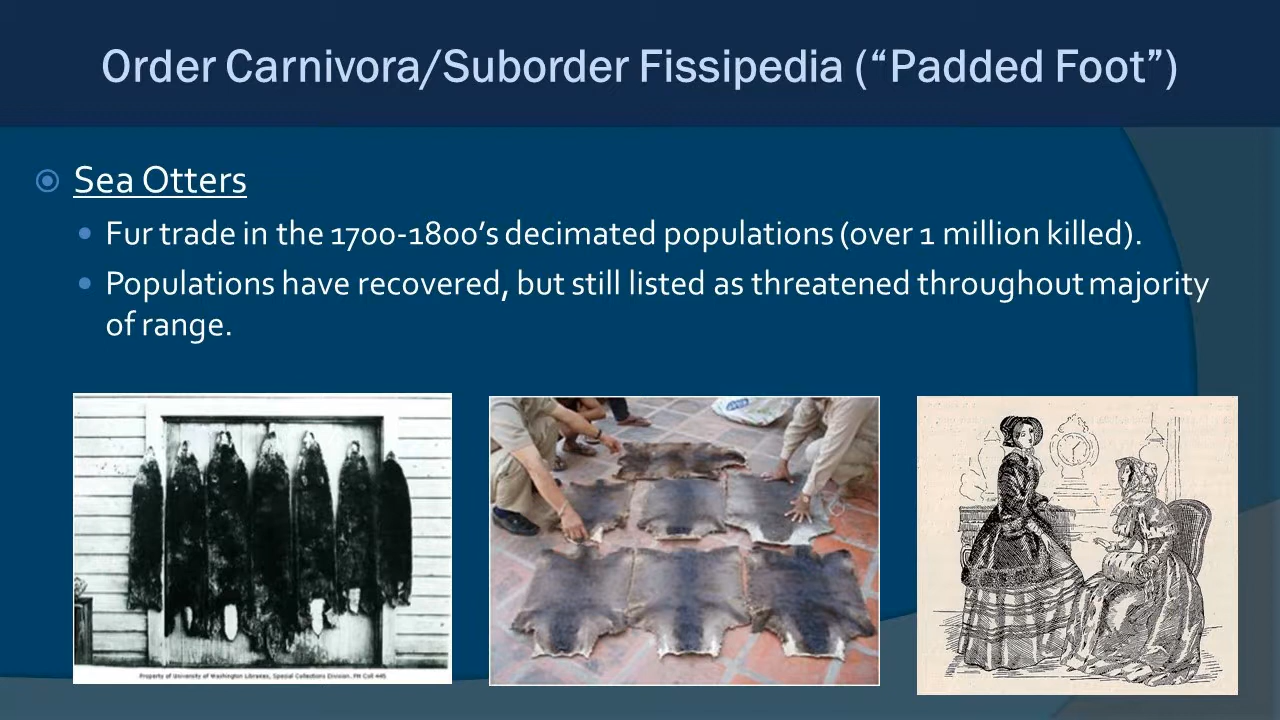 Order Carnivora/Suborder Fissipedia (“Padded Foot”)
Sea Otters
Fur trade in the 1700-1800’s decimated populations (over 1 million killed).
Populations have recovered, but still listed as threatened throughout majority
of range.
Property of University of Washington Libraries, Special Collections Division. PH Coll 445